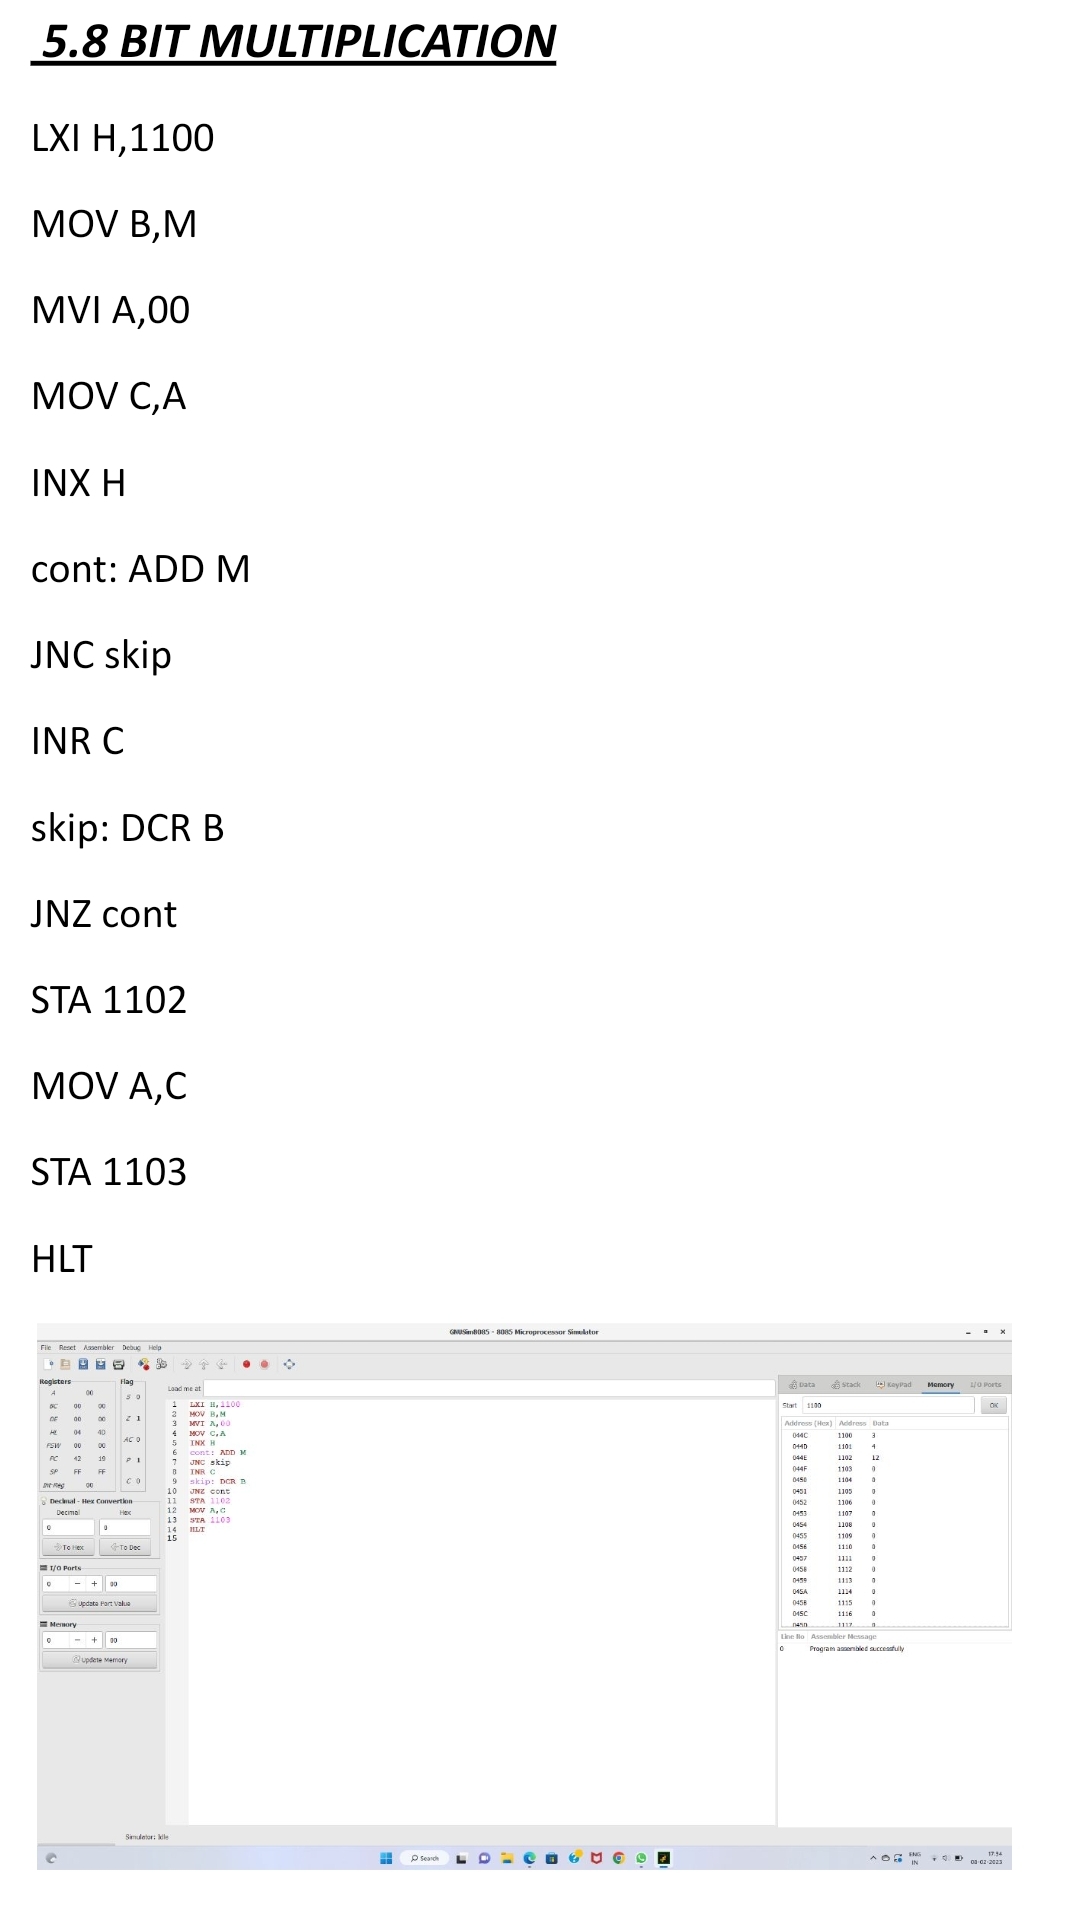 5.8 BIT MULTIPLICATION
LXI H,1100
MOV B,M
MVI A,00
MOV C,A
INX H
cont: ADD M
JNC skip
INR C
skip: DCR B
JNZ cont
STA 1102
MOV A,C
STA 1103
HLT
GNUSim8085 - 8085 Microprocessor Simulator
File Reset Assembler Debug Help
Registers Flag
A 00
BC 00 00
DE 00 00
HL 04 4D
PSW 00 00
PC 42 19
SP FF FF
Int-Reg 00
S 0
Z 1
AC 0
P 1
C 0
Decimal - Hex Convertion
Decimal Hex
0 0
To Hex To Dec
I/O Ports
0 - + 00
Update Port Value
Memory
0 - + 00
Update Memory
Load me at
1 LXI H,1100
2 MOV B,M
3 MVI A,00
4 MOV C,A
5 INX H
6 cont: ADD M
7 JNC skip
8 INR C
9 skip: DCR B
10 JNZ cont
11 STA 1102
12 MOV A,C
13 STA 1103
14 HLT
15
Data Stack KeyPad Memory I/O Ports
Start 1100 OK
Address (Hex) Address Data
044C 1100 3
044D 1101 4
044E 1102 12
044F 1103 0
0450 1104 0
0451 1105 0
0452 1106 0
0453 1107 0
0454 1108 0
0455 1109 0
0456 1110 0
0457 1111 0
0458 1112 0
0459 1113 0
045A 1114 0
045B 1115 0
045C 1116 0
045D 1117 0
Line No Assembler Message
0 Program assembled successfully
Simulator: Idle
Search
ENG
IN
17:34
08-02-2023